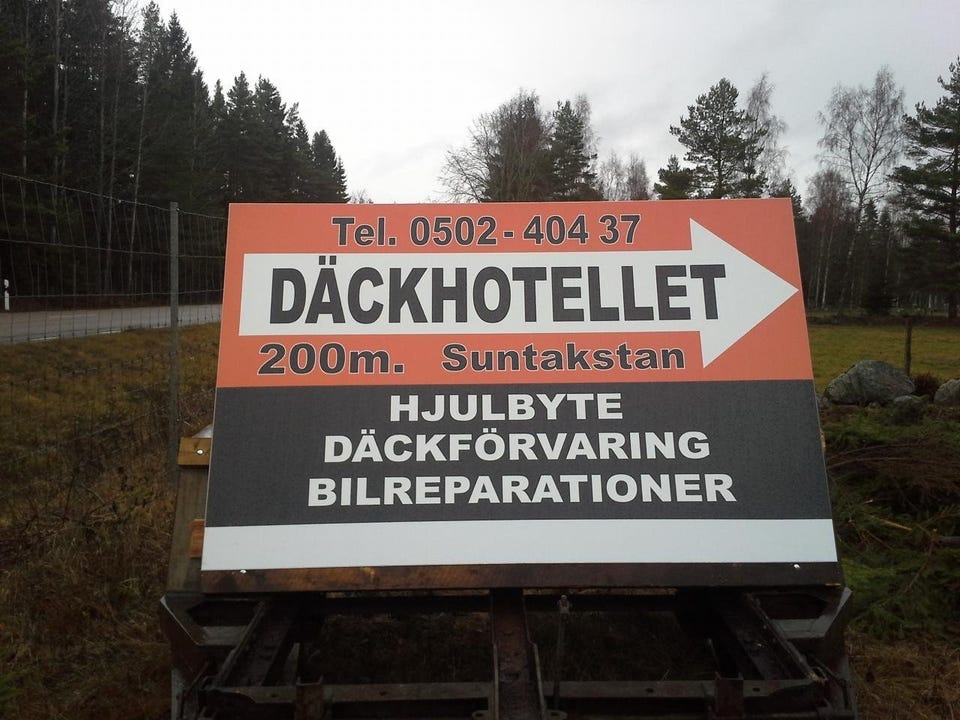 Tel. 0502 - 404 37
DÄCKHOTELLET
200m. Suntakstan
HJULBYTE
DÄCKFÖRVARING
BILREPARATIONER